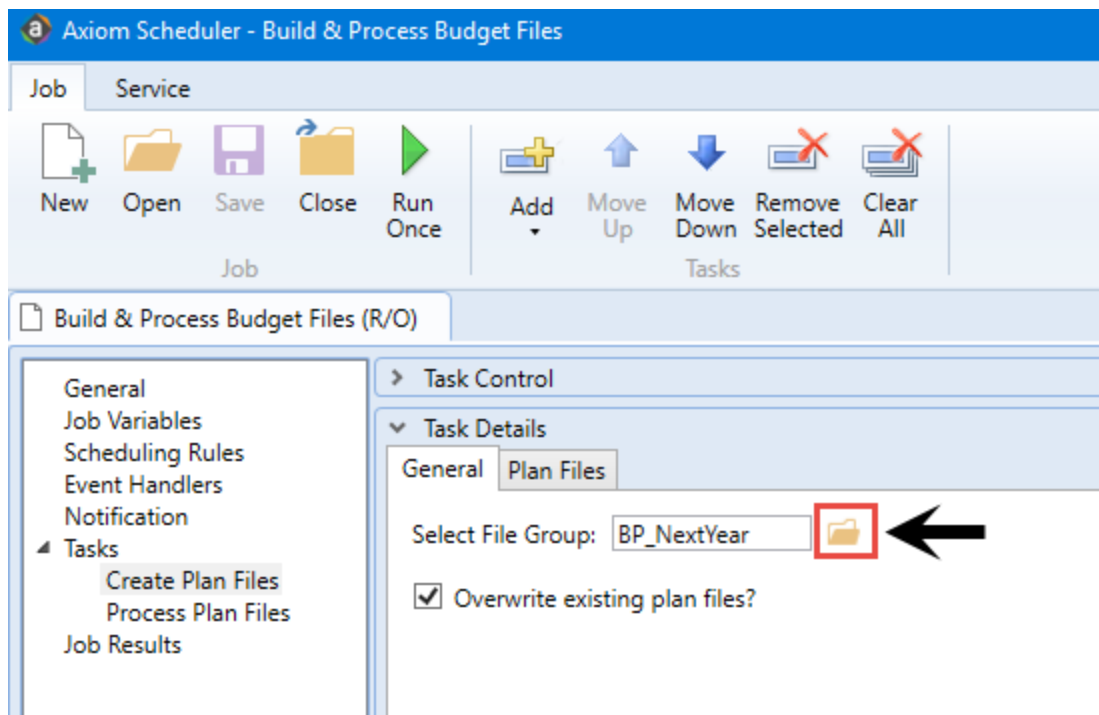 Axiom Scheduler - Build & Process Budget Files
Job Service
New Open Save Close Run Once Add Move Up Move Down Remove Selected Clear All
Job Tasks
Build & Process Budget Files (R/O)
General
Job Variables
Scheduling Rules
Event Handlers
Notification
Tasks
Create Plan Files
Process Plan Files
Job Results
Task Control
Task Details
General Plan Files
Select File Group: BP_NextYear
Overwrite existing plan files?